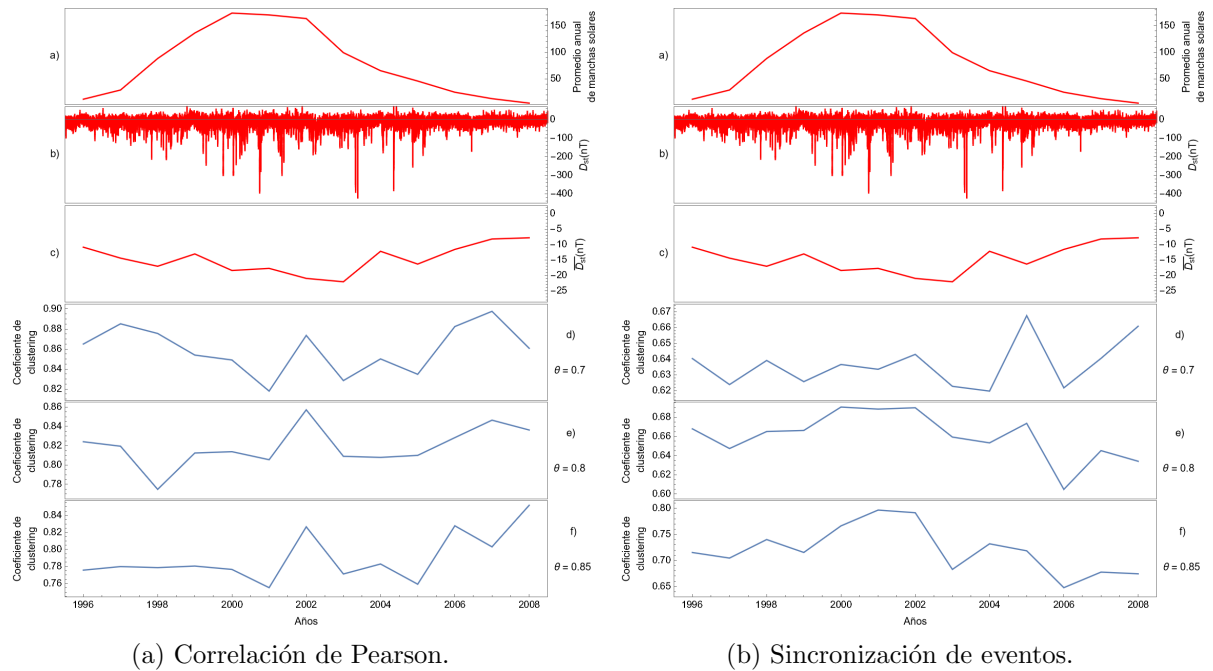 a)
150
100
50
Promedio anual
de manchas solares
b)
0
−100
−200
−300
−400
Dst(nT)
c)
0
−5
−10
−15
−20
−25
Dst(nT)
0.90
0.88
0.86
0.84
0.82
Coeficiente de
clustering
d)
θ = 0.7
0.86
0.84
0.82
0.80
0.78
Coeficiente de
clustering
e)
θ = 0.8
0.84
0.82
0.80
0.78
0.76
Coeficiente de
clustering
f)
θ = 0.85
1996 1998 2000 2002 2004 2006 2008
Años
(a) Correlación de Pearson.
a)
150
100
50
Promedio anual
de manchas solares
b)
0
−100
−200
−300
−400
Dst(nT)
c)
0
−5
−10
−15
−20
−25
Dst(nT)
0.67
0.66
0.65
0.64
0.63
0.62
Coeficiente de
clustering
d)
θ = 0.7
0.68
0.66
0.64
0.62
0.60
Coeficiente de
clustering
e)
θ = 0.8
0.80
0.75
0.70
0.65
Coeficiente de
clustering
f)
θ = 0.85
1996 1998 2000 2002 2004 2006 2008
Años
(b) Sincronización de eventos.